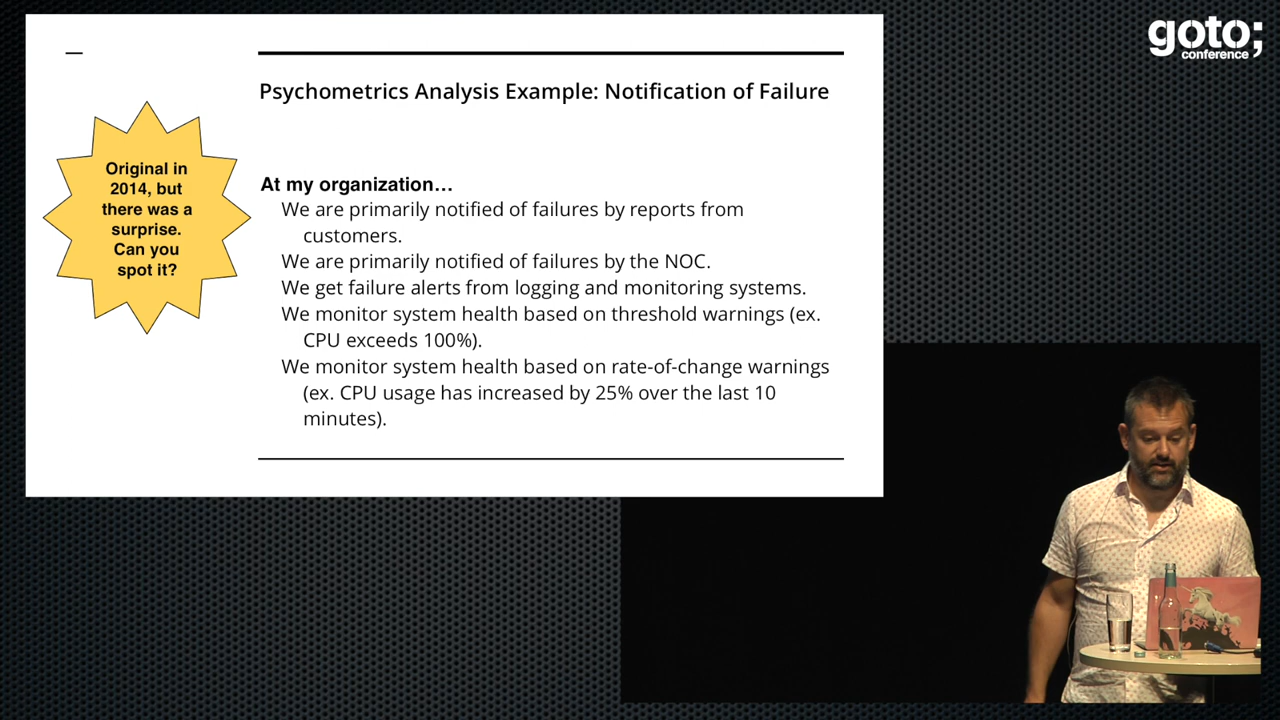 goto;
conference
Psychometrics Analysis Example: Notification of Failure
Original in
2014, but
there was a
surprise.
Can you
spot it?
At my organization…
We are primarily notified of failures by reports from
customers.
We are primarily notified of failures by the NOC.
We get failure alerts from logging and monitoring systems.
We monitor system health based on threshold warnings (ex.
CPU exceeds 100%).
We monitor system health based on rate-of-change warnings
(ex. CPU usage has increased by 25% over the last 10
minutes).